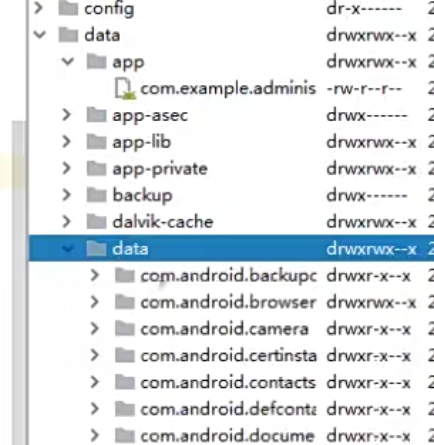 config dr-x------ 2
data drwxrwx--x 2
app drwxrwx--x 2
com.example.adminis -rw-r--r-- 2
app-asec drwx------ 2
app-lib drwxrwx--x 2
app-private drwxrwx--x 2
backup drwx------ 2
dalvik-cache drwxrwx--x 2
data drwxrwx--x 2
com.android.backupc drwxr-x--x 2
com.android.browser drwxrwx--x 2
com.android.camera drwxr-x--x 2
com.android.certinsta drwxr-x--x 2
com.android.contacts drwxr-x--x 2
com.android.defconta drwxr-x--x 2
com.android.docume drwxr-x--x 2